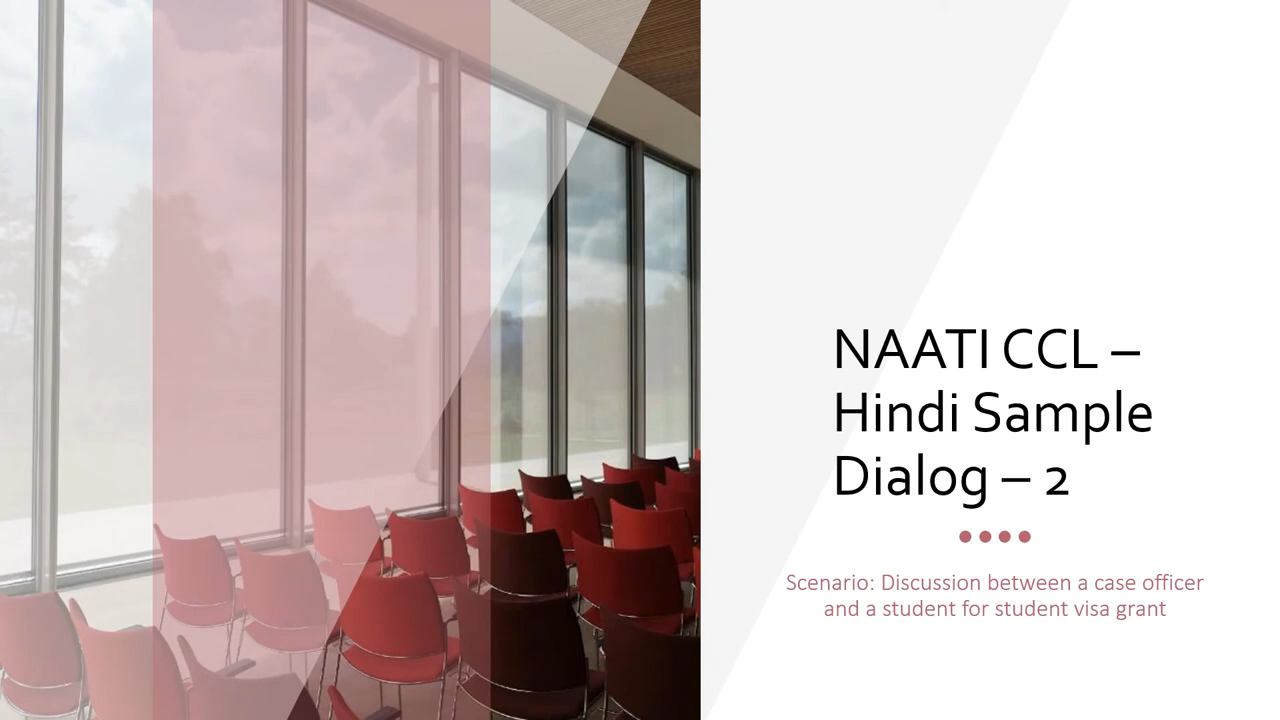 NAATI CCL –
Hindi Sample
Dialog – 2
Scenario: Discussion between a case officer
and a student for student visa grant